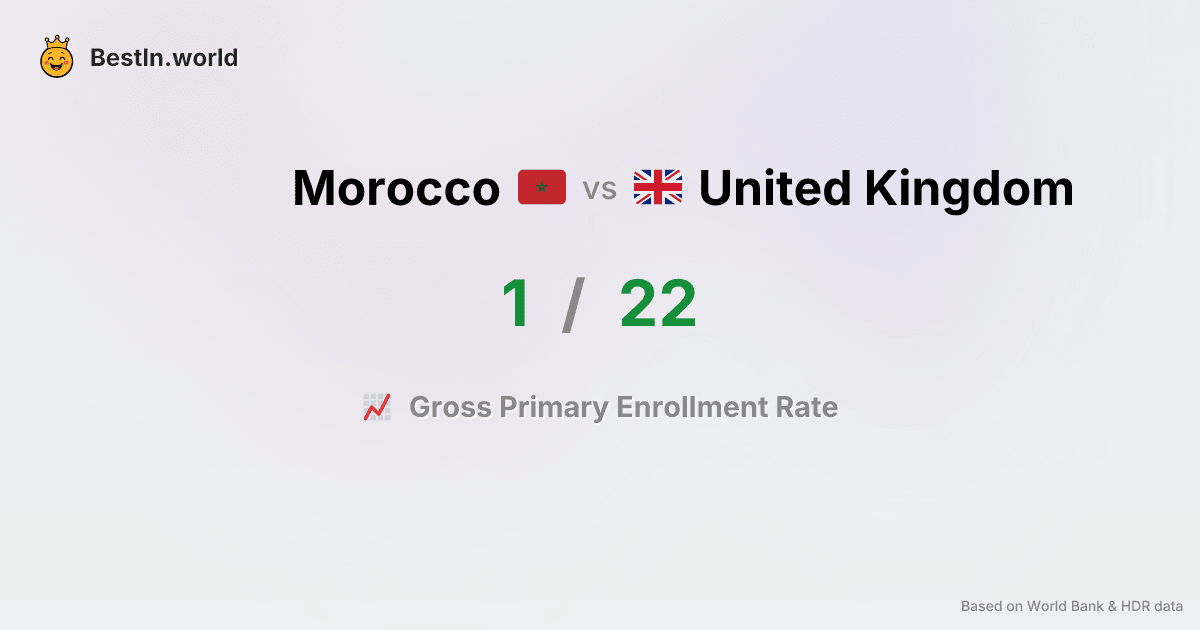 BestIn.world
Morocco vs United Kingdom
1 / 22
Gross Primary Enrollment Rate
Based on World Bank & HDR data